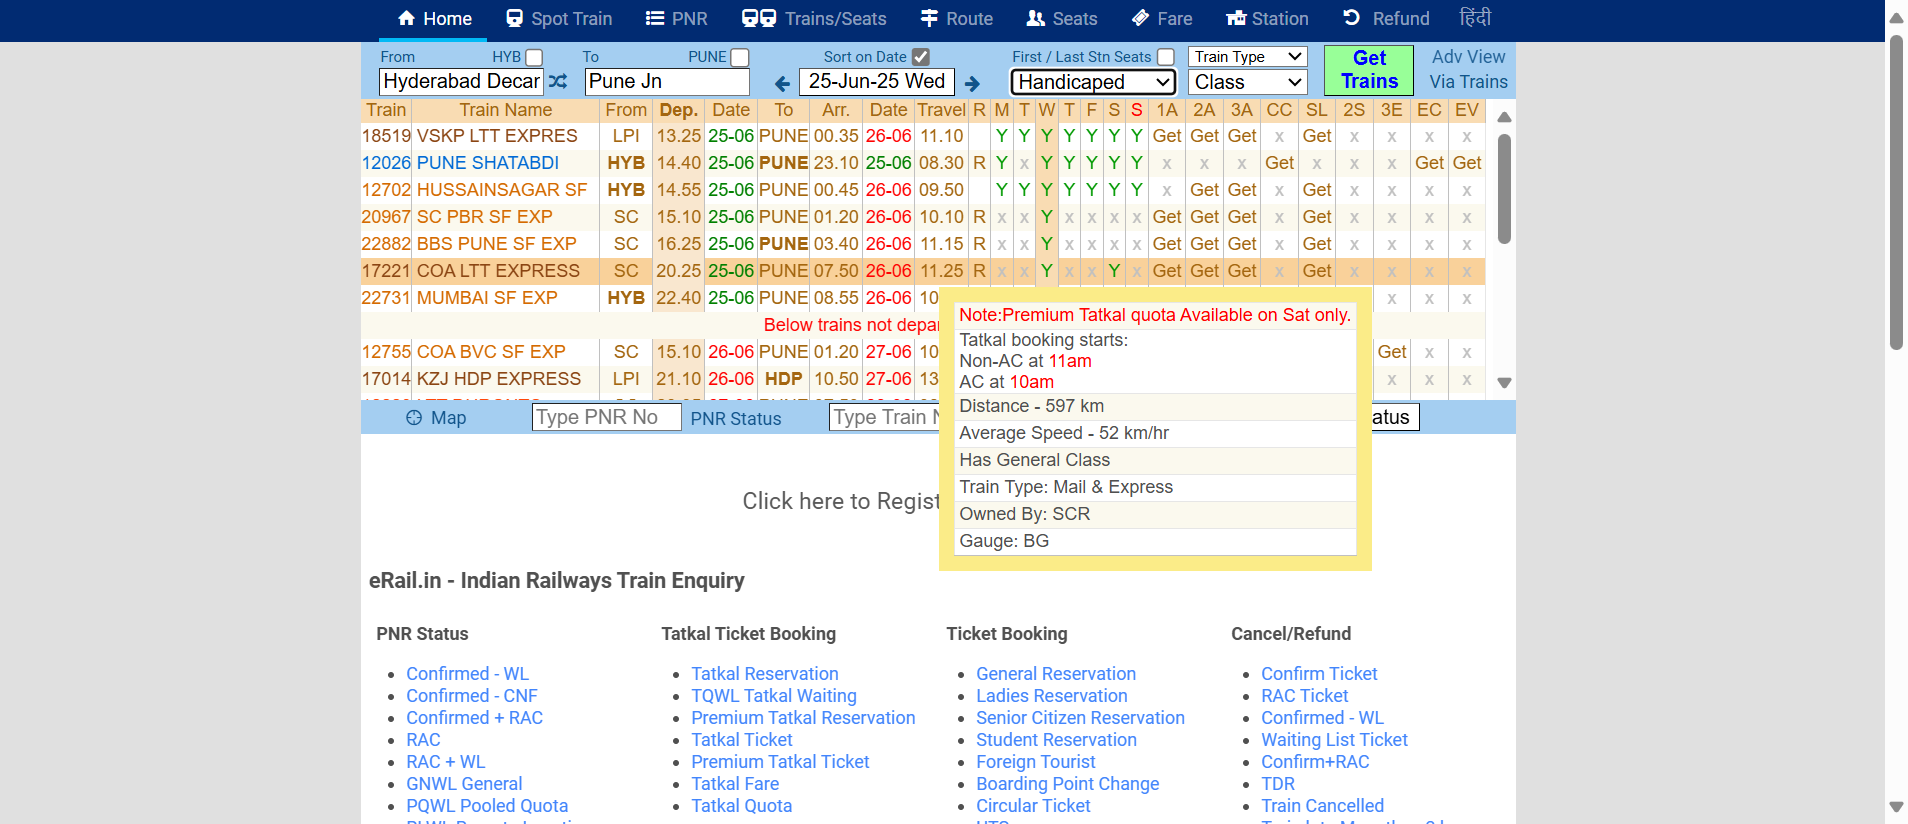 Home Spot Train PNR Trains/Seats Route Seats Fare Station Refund हिंदी
From HYB To PUNE Sort on Date First / Last Stn Seats Train Type Get Trains Adv View
Hyderabad Decan Pune Jn 25-Jun-25 Wed Handicaped Class Via Trains
Train Train Name From Dep. Date To Arr. Date Travel R M T W T F S S 1A 2A 3A CC SL 2S 3E EC EV
18519 VSKP LTT EXPRES LPI 13.25 25-06 PUNE 00.35 26-06 11.10 Y Y Y Y Y Y Y Get Get Get x Get x x x x
12026 PUNE SHATABDI HYB 14.40 25-06 PUNE 23.10 25-06 08.30 R Y x Y Y Y Y Y x x x Get x x x Get Get
12702 HUSSAINSAGAR SF HYB 14.55 25-06 PUNE 00.45 26-06 09.50 Y Y Y Y Y Y Y x Get Get x Get x x x x
20967 SC PBR SF EXP SC 15.10 25-06 PUNE 01.20 26-06 10.10 R x x Y x x x x Get Get Get x Get x x x x
22882 BBS PUNE SF EXP SC 16.25 25-06 PUNE 03.40 26-06 11.15 R x x Y x x x x Get Get Get x Get x x x x
17221 COA LTT EXPRESS SC 20.25 25-06 PUNE 07.50 26-06 11.25 R x x Y x x Y x Get Get Get x Get x x x x
22731 MUMBAI SF EXP HYB 22.40 25-06 PUNE 08.55 26-06 10 x x x
Below trains not depar
12755 COA BVC SF EXP SC 15.10 26-06 PUNE 01.20 27-06 10 Get x x
17014 KZJ HDP EXPRESS LPI 21.10 26-06 HDP 10.50 27-06 13 x x x
Note:Premium Tatkal quota Available on Sat only.
Tatkal booking starts:
Non-AC at 11am
AC at 10am
Distance - 597 km
Average Speed - 52 km/hr
Has General Class
Train Type: Mail & Express
Owned By: SCR
Gauge: BG
Map Type PNR No PNR Status Type Train N atus
Click here to Regist
eRail.in - Indian Railways Train Enquiry
PNR Status
Confirmed - WL
Confirmed - CNF
Confirmed + RAC
RAC
RAC + WL
GNWL General
PQWL Pooled Quota
Tatkal Ticket Booking
Tatkal Reservation
TQWL Tatkal Waiting
Premium Tatkal Reservation
Tatkal Ticket
Premium Tatkal Ticket
Tatkal Fare
Tatkal Quota
Ticket Booking
General Reservation
Ladies Reservation
Senior Citizen Reservation
Student Reservation
Foreign Tourist
Boarding Point Change
Circular Ticket
Cancel/Refund
Confirm Ticket
RAC Ticket
Confirmed - WL
Waiting List Ticket
Confirm+RAC
TDR
Train Cancelled